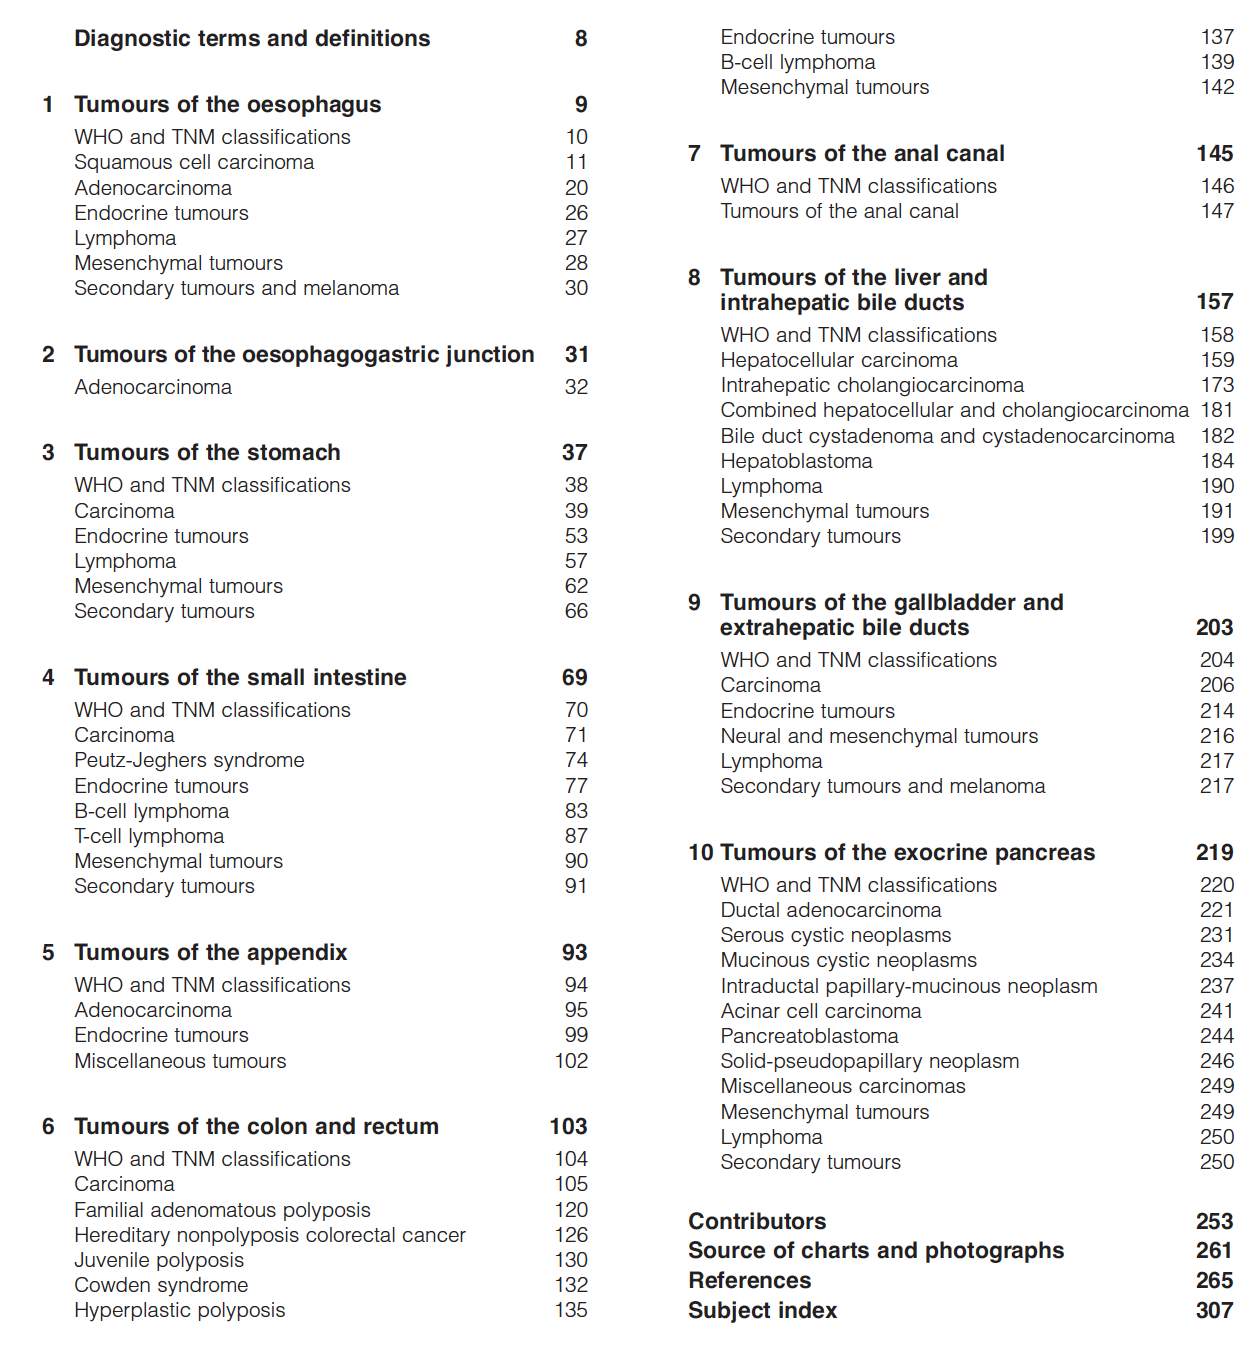 Diagnostic terms and definitions 8
1 Tumours of the oesophagus 9
WHO and TNM classifications 10
Squamous cell carcinoma 11
Adenocarcinoma 20
Endocrine tumours 26
Lymphoma 27
Mesenchymal tumours 28
Secondary tumours and melanoma 30
2 Tumours of the oesophagogastric junction 31
Adenocarcinoma 32
3 Tumours of the stomach 37
WHO and TNM classifications 38
Carcinoma 39
Endocrine tumours 53
Lymphoma 57
Mesenchymal tumours 62
Secondary tumours 66
4 Tumours of the small intestine 69
WHO and TNM classifications 70
Carcinoma 71
Peutz-Jeghers syndrome 74
Endocrine tumours 77
B-cell lymphoma 83
T-cell lymphoma 87
Mesenchymal tumours 90
Secondary tumours 91
5 Tumours of the appendix 93
WHO and TNM classifications 94
Adenocarcinoma 95
Endocrine tumours 99
Miscellaneous tumours 102
6 Tumours of the colon and rectum 103
WHO and TNM classifications 104
Carcinoma 105
Familial adenomatous polyposis 120
Hereditary nonpolyposis colorectal cancer 126
Juvenile polyposis 130
Cowden syndrome 132
Hyperplastic polyposis 135
Endocrine tumours 137
B-cell lymphoma 139
Mesenchymal tumours 142
7 Tumours of the anal canal 145
WHO and TNM classifications 146
Tumours of the anal canal 147
8 Tumours of the liver and
intrahepatic bile ducts 157
WHO and TNM classifications 158
Hepatocellular carcinoma 159
Intrahepatic cholangiocarcinoma 173
Combined hepatocellular and cholangiocarcinoma 181
Bile duct cystadenoma and cystadenocarcinoma 182
Hepatoblastoma 184
Lymphoma 190
Mesenchymal tumours 191
Secondary tumours 199
9 Tumours of the gallbladder and
extrahepatic bile ducts 203
WHO and TNM classifications 204
Carcinoma 206
Endocrine tumours 214
Neural and mesenchymal tumours 216
Lymphoma 217
Secondary tumours and melanoma 217
10 Tumours of the exocrine pancreas 219
WHO and TNM classifications 220
Ductal adenocarcinoma 221
Serous cystic neoplasms 231
Mucinous cystic neoplasms 234
Intraductal papillary-mucinous neoplasm 237
Acinar cell carcinoma 241
Pancreatoblastoma 244
Solid-pseudopapillary neoplasm 246
Miscellaneous carcinomas 249
Mesenchymal tumours 249
Lymphoma 250
Secondary tumours 250
Contributors 253
Source of charts and photographs 261
References 265
Subject index 307